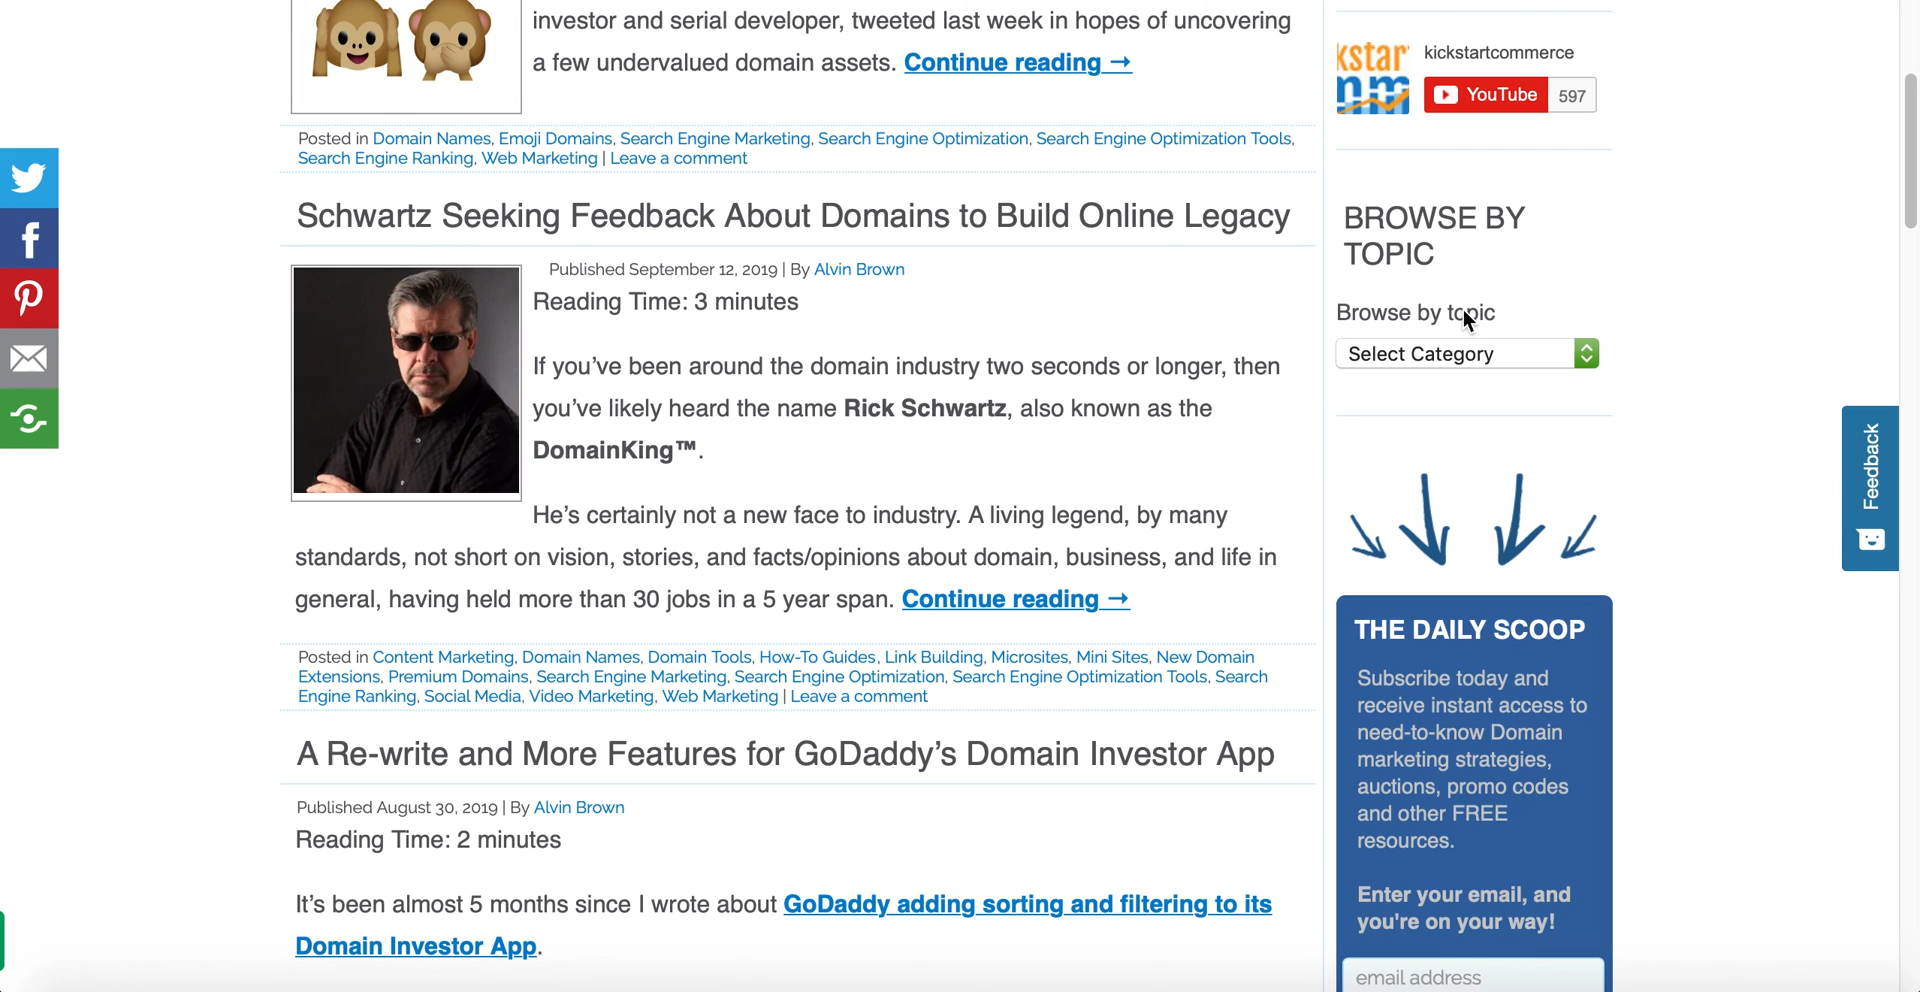 investor and serial developer, tweeted last week in hopes of uncovering
a few undervalued domain assets. Continue reading →
Posted in Domain Names, Emoji Domains, Search Engine Marketing, Search Engine Optimization, Search Engine Optimization Tools,
Search Engine Ranking, Web Marketing | Leave a comment
Schwartz Seeking Feedback About Domains to Build Online Legacy
Published September 12, 2019 | By Alvin Brown
Reading Time: 3 minutes
If you’ve been around the domain industry two seconds or longer, then
you’ve likely heard the name Rick Schwartz, also known as the
DomainKing™.
He’s certainly not a new face to industry. A living legend, by many
standards, not short on vision, stories, and facts/opinions about domain, business, and life in
general, having held more than 30 jobs in a 5 year span. Continue reading →
Posted in Content Marketing, Domain Names, Domain Tools, How-To Guides, Link Building, Microsites, Mini Sites, New Domain
Extensions, Premium Domains, Search Engine Marketing, Search Engine Optimization, Search Engine Optimization Tools, Search
Engine Ranking, Social Media, Video Marketing, Web Marketing | Leave a comment
A Re-write and More Features for GoDaddy’s Domain Investor App
Published August 30, 2019 | By Alvin Brown
Reading Time: 2 minutes
It’s been almost 5 months since I wrote about GoDaddy adding sorting and filtering to its
Domain Investor App.
kickstartcommerce
YouTube 597
BROWSE BY
TOPIC
Browse by topic
Select Category
THE DAILY SCOOP
Subscribe today and
receive instant access to
need-to-know Domain
marketing strategies,
auctions, promo codes
and other FREE
resources.
Enter your email, and
you're on your way!
email address
Feedback